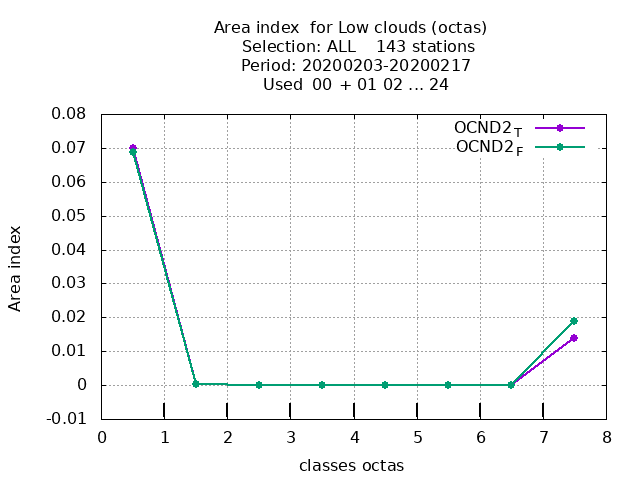 Area index  for Low clouds (octas)
Selection: ALL    143 stations
Period: 20200203-20200217
Used  00 + 01 02 ... 24
OCND2_T
OCND2_F
0.08
0.07
0.06
0.05
0.04
0.03
0.02
0.01
0
-0.01
Area index
0 1 2 3 4 5 6 7 8
classes octas